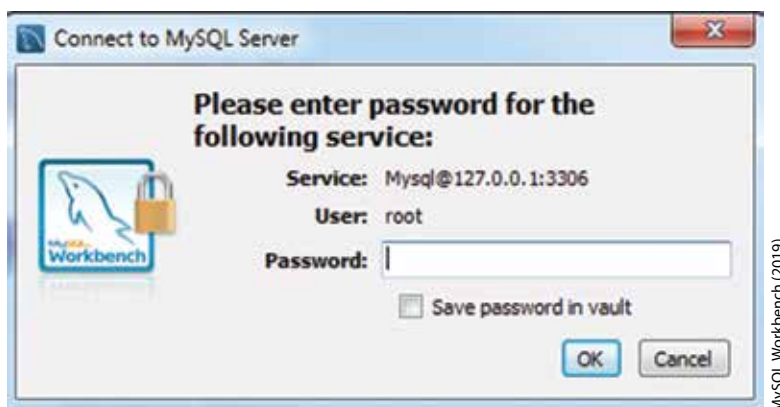 Connect to MySQL Server
Please enter password for the
following service:
Service: Mysql@127.0.0.1:3306
User: root
Password:
Save password in vault
OK Cancel
MySQL
Workbench
MySQL Workbench (2019)